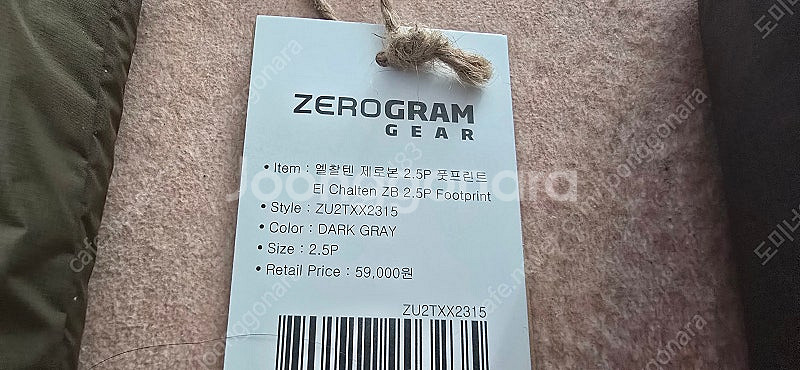 ZEROGRAM
GEAR
• Item : 엘찰텐 제로본 2.5P 풋프린트
El Chalten ZB 2.5P Footprint
• Style : ZU2TXX2315
• Color : DARK GRAY
• Size : 2.5P
• Retail Price : 59,000원
ZU2TXX2315
Joonggonara